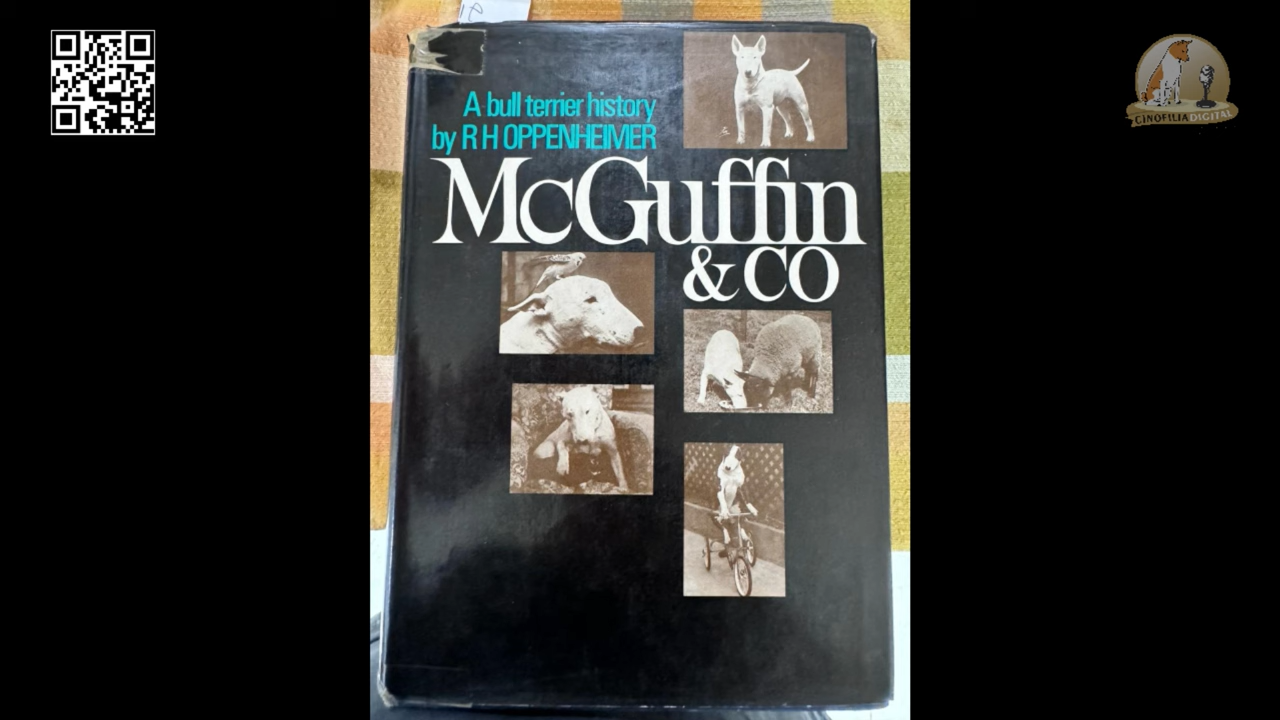 A bull terrier history
by R H OPPENHEIMER
McGuffin
& CO
CINOFILIA DIGITAL